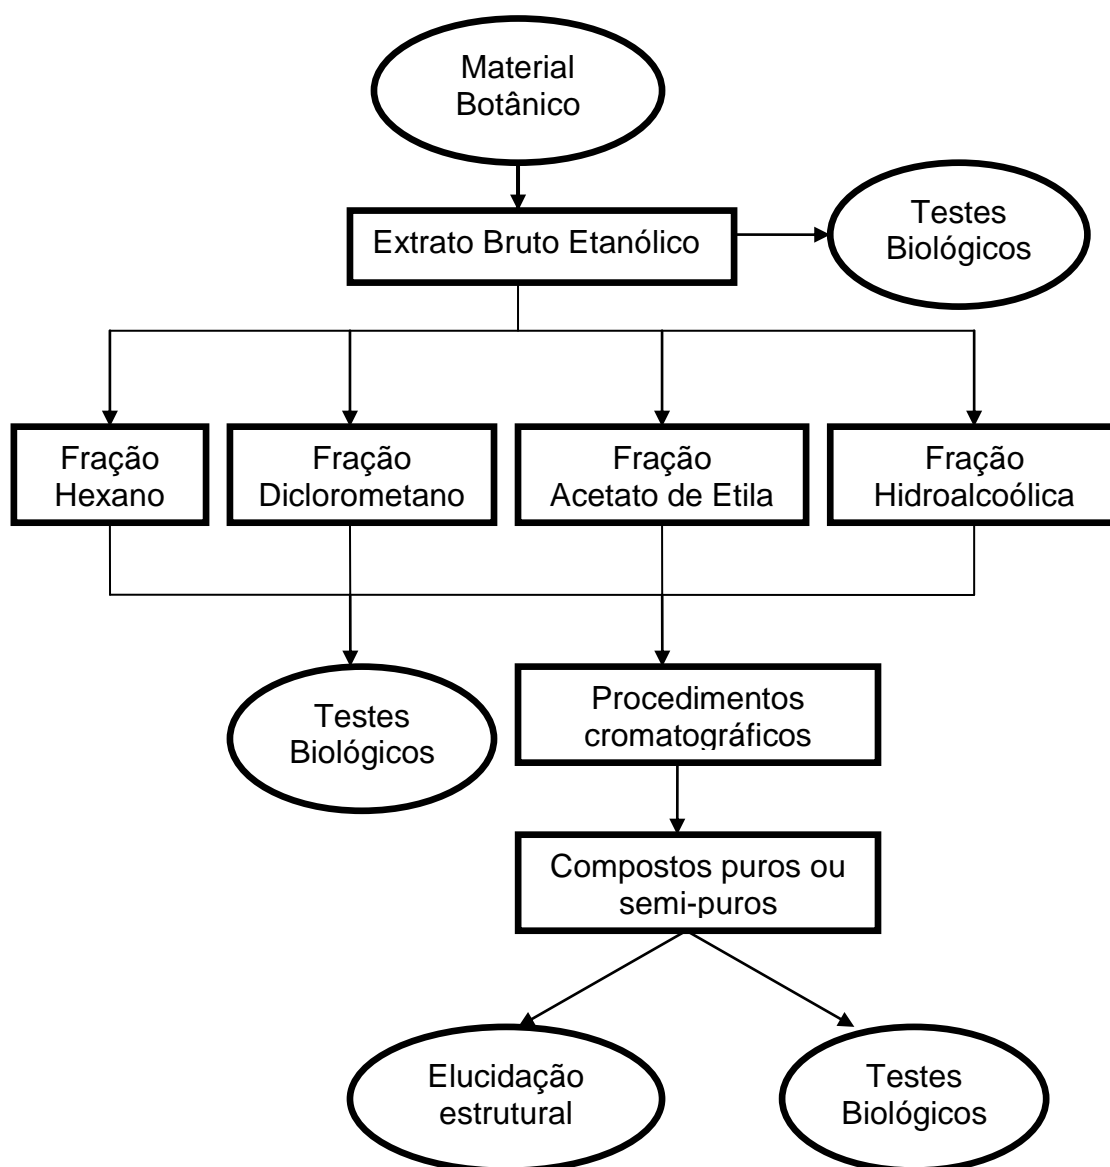 Material
Botânico
Extrato Bruto Etanólico
Testes
Biológicos
Fração
Hexano
Fração
Diclorometano
Fração
Acetato de Etila
Fração
Hidroalcoólica
Testes
Biológicos
Procedimentos
cromatográficos
Compostos puros ou
semi-puros
Elucidação
estrutural
Testes
Biológicos